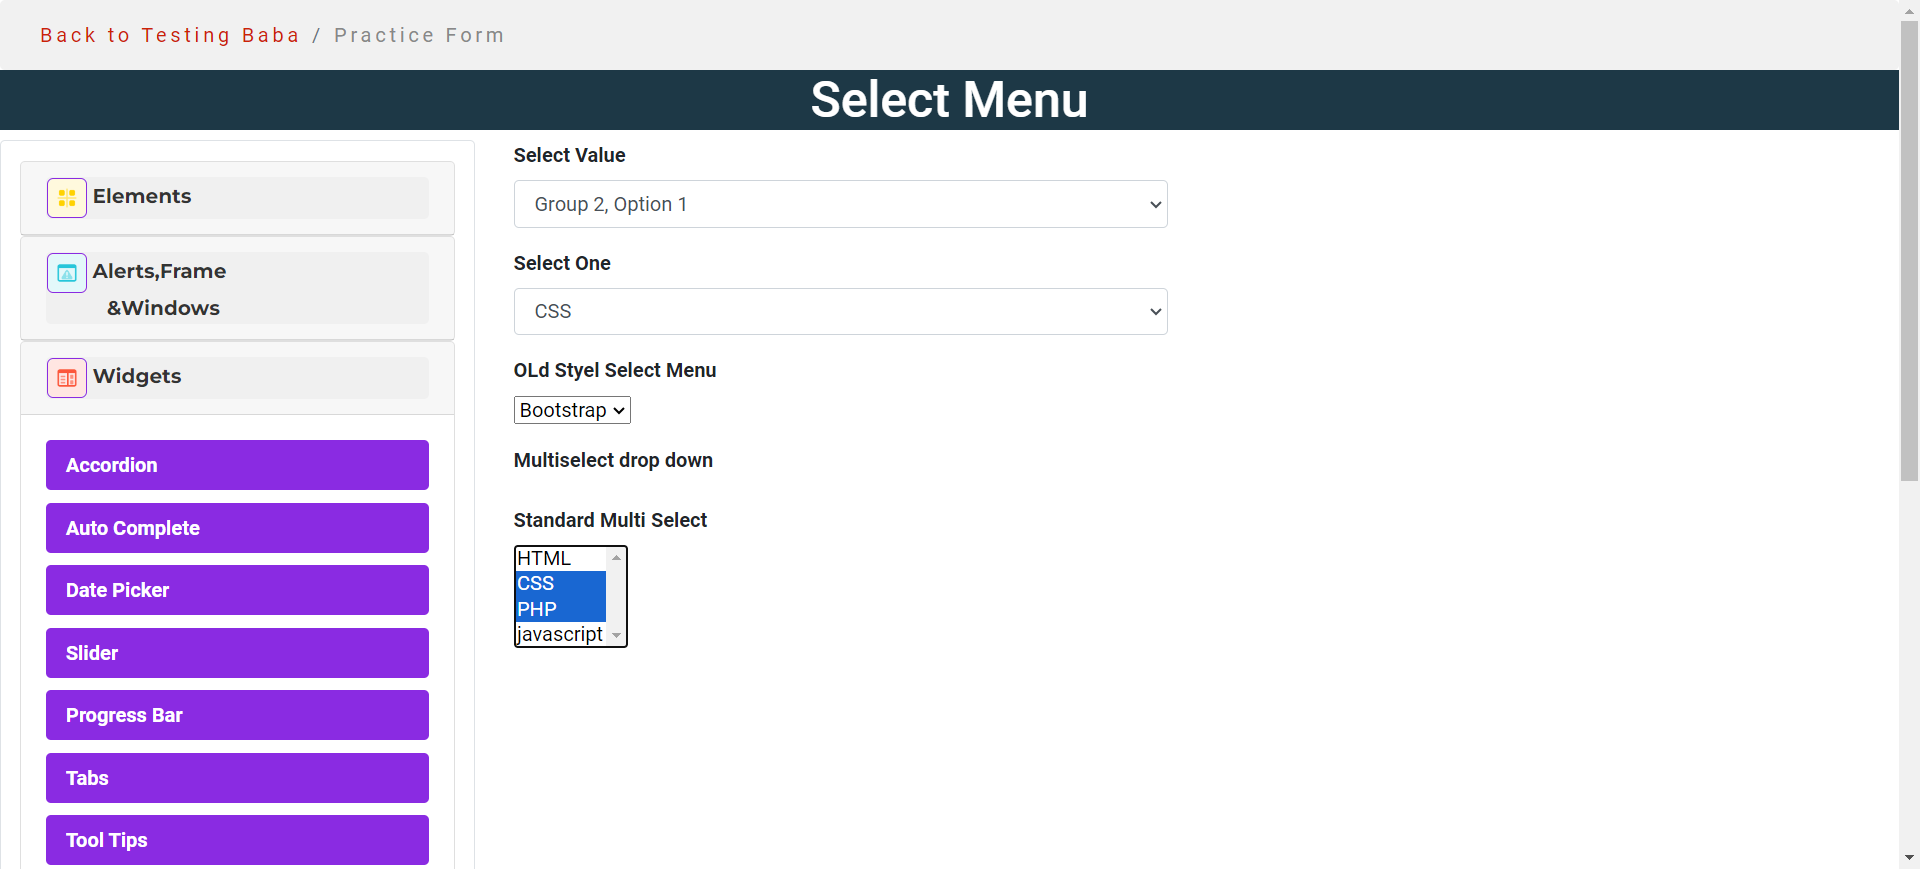 Back to Testing Baba / Practice Form
Select Menu
Elements
Alerts,Frame
&Windows
Widgets
Accordion
Auto Complete
Date Picker
Slider
Progress Bar
Tabs
Tool Tips
Select Value
Group 2, Option 1
Select One
CSS
OLd Styel Select Menu
Bootstrap
Multiselect drop down
Standard Multi Select
HTML
CSS
PHP
javascript